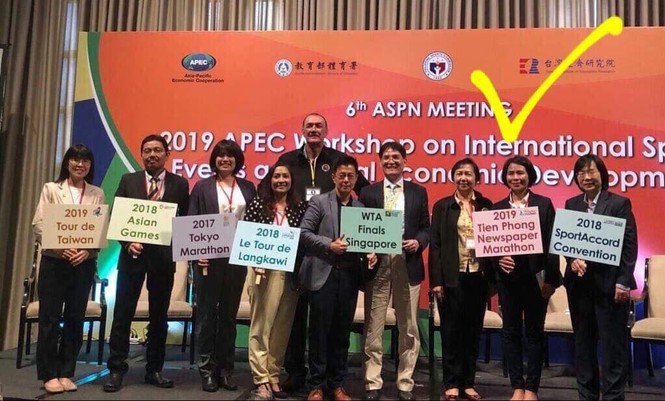 APEC
Asia-Pacific
Economic Cooperation
教育部體育署
台灣經濟研究院
6th ASPN MEETING
2019 APEC Workshop on International Sp
Events a Economic Developm
2019
Tour de
Taiwan
2018
Asian
Games
2017
Tokyo
Marathon
2018
Le Tour de
Langkawi
WTA
Finals
Singapore
2019
Tien Phong
Newspaper
Marathon
2018
SportAccord
Convention